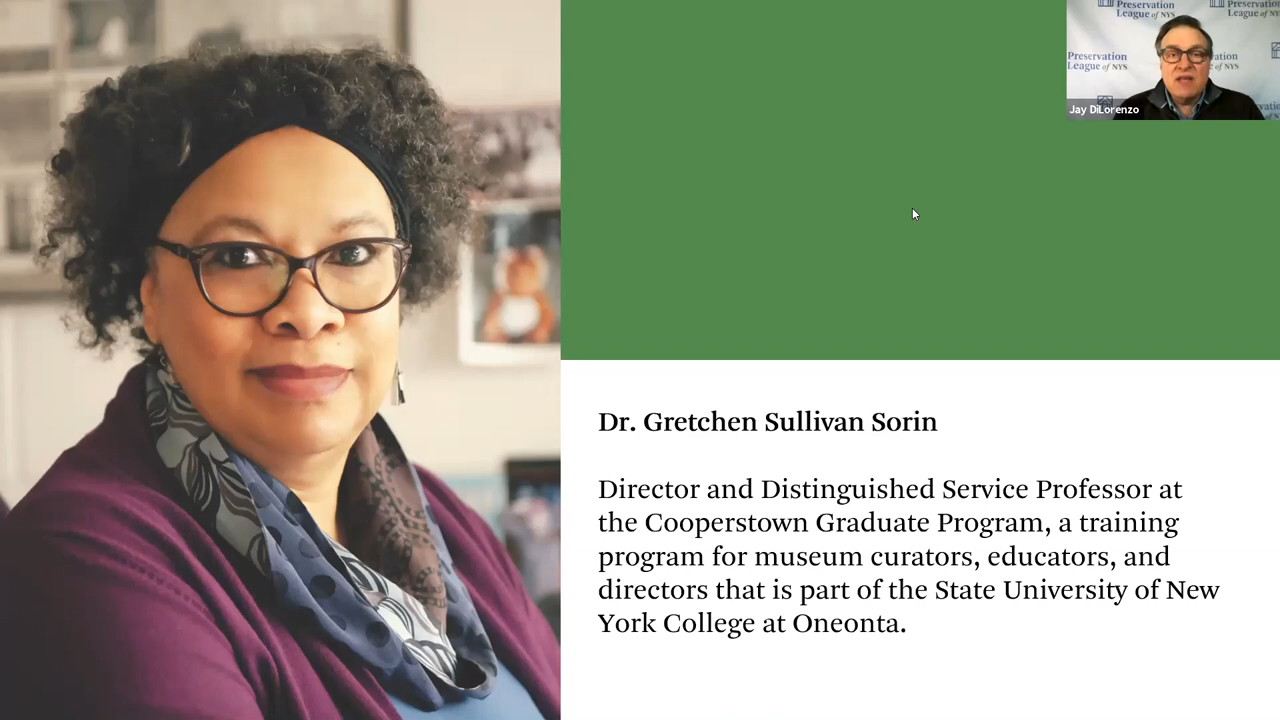 Preservation
League of NYS
Preservation
League of NYS
Preservation
League of NYS
of NYS
Jay DiLorenzo
Dr. Gretchen Sullivan Sorin
Director and Distinguished Service Professor at
the Cooperstown Graduate Program, a training
program for museum curators, educators, and
directors that is part of the State University of New
York College at Oneonta.